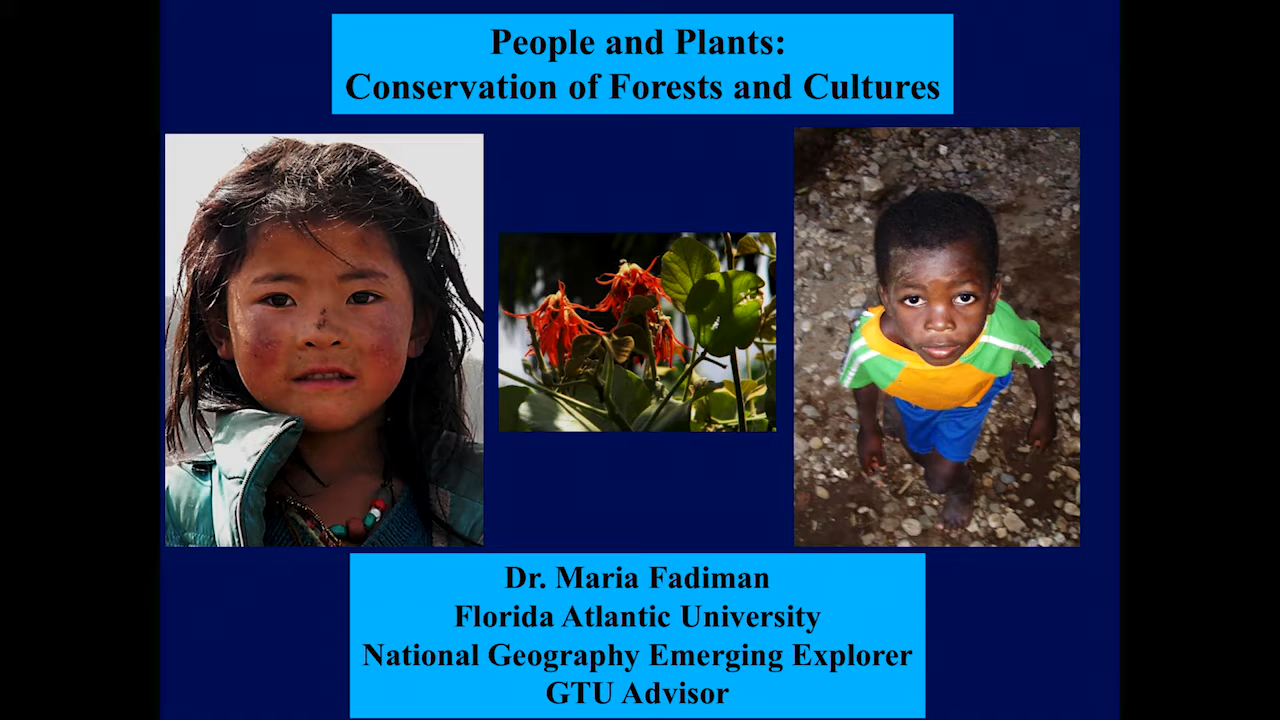 People and Plants:
Conservation of Forests and Cultures
Dr. Maria Fadiman
Florida Atlantic University
National Geography Emerging Explorer
GTU Advisor